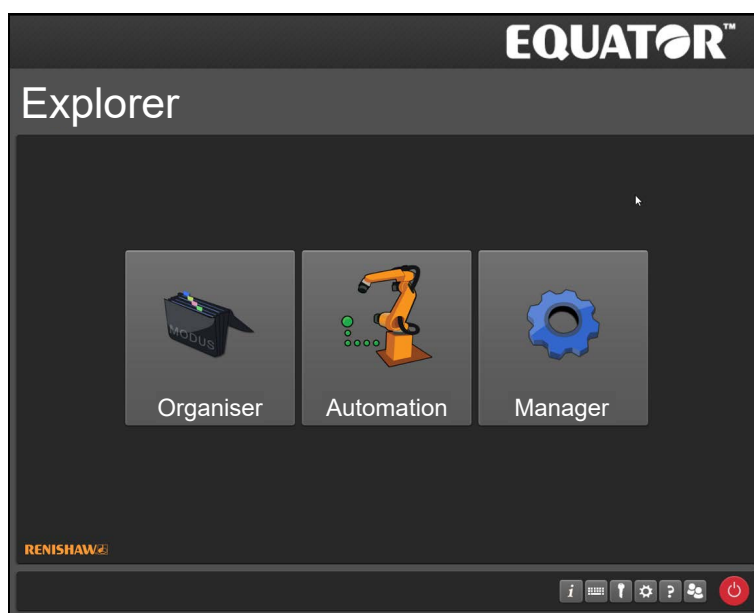 EQUATOR™
Explorer
MODUS
Organiser
Automation
Manager
RENISHAW
i ?